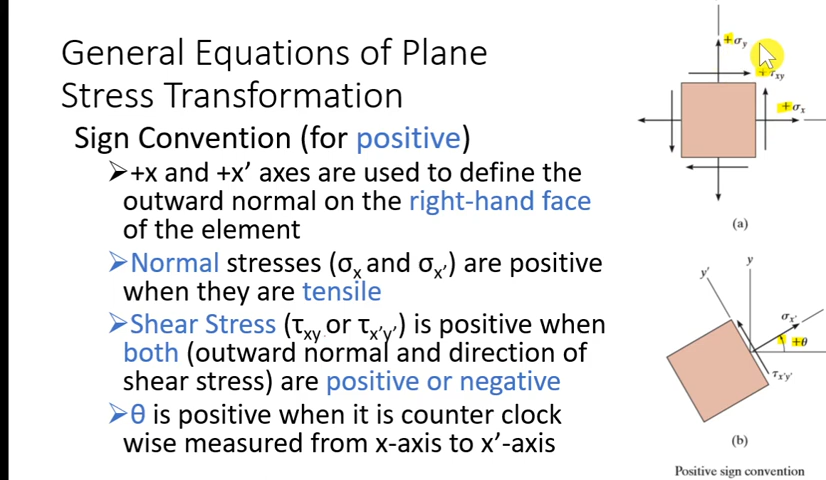 General Equations of Plane
Stress Transformation
Sign Convention (for positive)
➢+x and +x′ axes are used to define the
outward normal on the right-hand face
of the element
➢Normal stresses (σx and σx′) are positive
when they are tensile
➢Shear Stress (τxy or τx′y′) is positive when
both (outward normal and direction of
shear stress) are positive or negative
➢θ is positive when it is counter clock
wise measured from x-axis to x′-axis
+σy
+τxy
+σx
(a)
y
y′
σx′
+θ
τx′y′
(b)
Positive sign convention